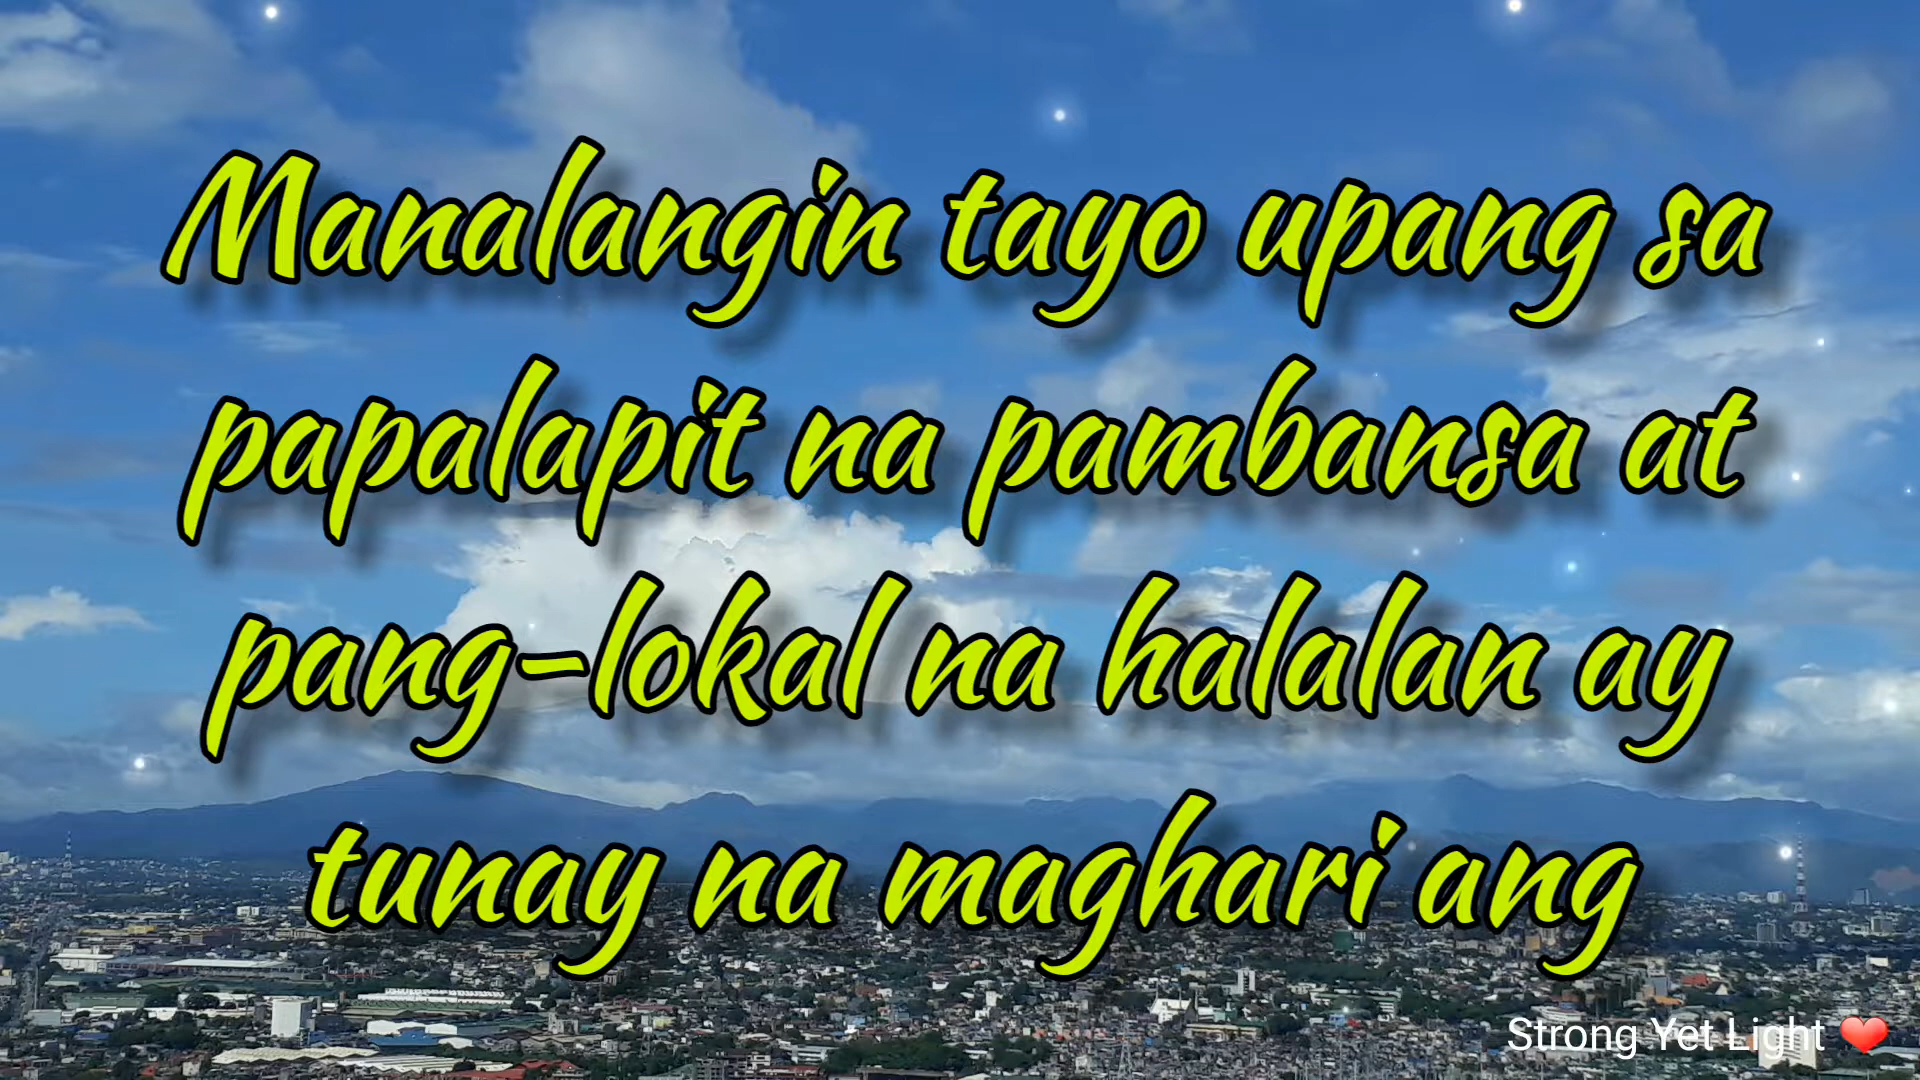 Manalangin tayo upang sa
papalapit na pambansa at
pang-lokal na halalan ay
tunay na maghari ang
Strong Yet Light ❤️